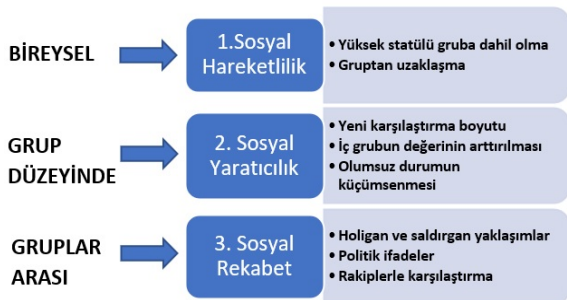 BİREYSEL
1.Sosyal
Hareketlilik
• Yüksek statülü gruba dahil olma
• Gruptan uzaklaşma
GRUP
DÜZEYİNDE
2. Sosyal
Yaratıcılık
• Yeni karşılaştırma boyutu
• İç grubun değerinin arttırılması
• Olumsuz durumun
küçümsenmesi
GRUPLAR
ARASI
3. Sosyal
Rekabet
• Holigan ve saldırgan yaklaşımlar
• Politik ifadeler
• Rakiplerle karşılaştırma